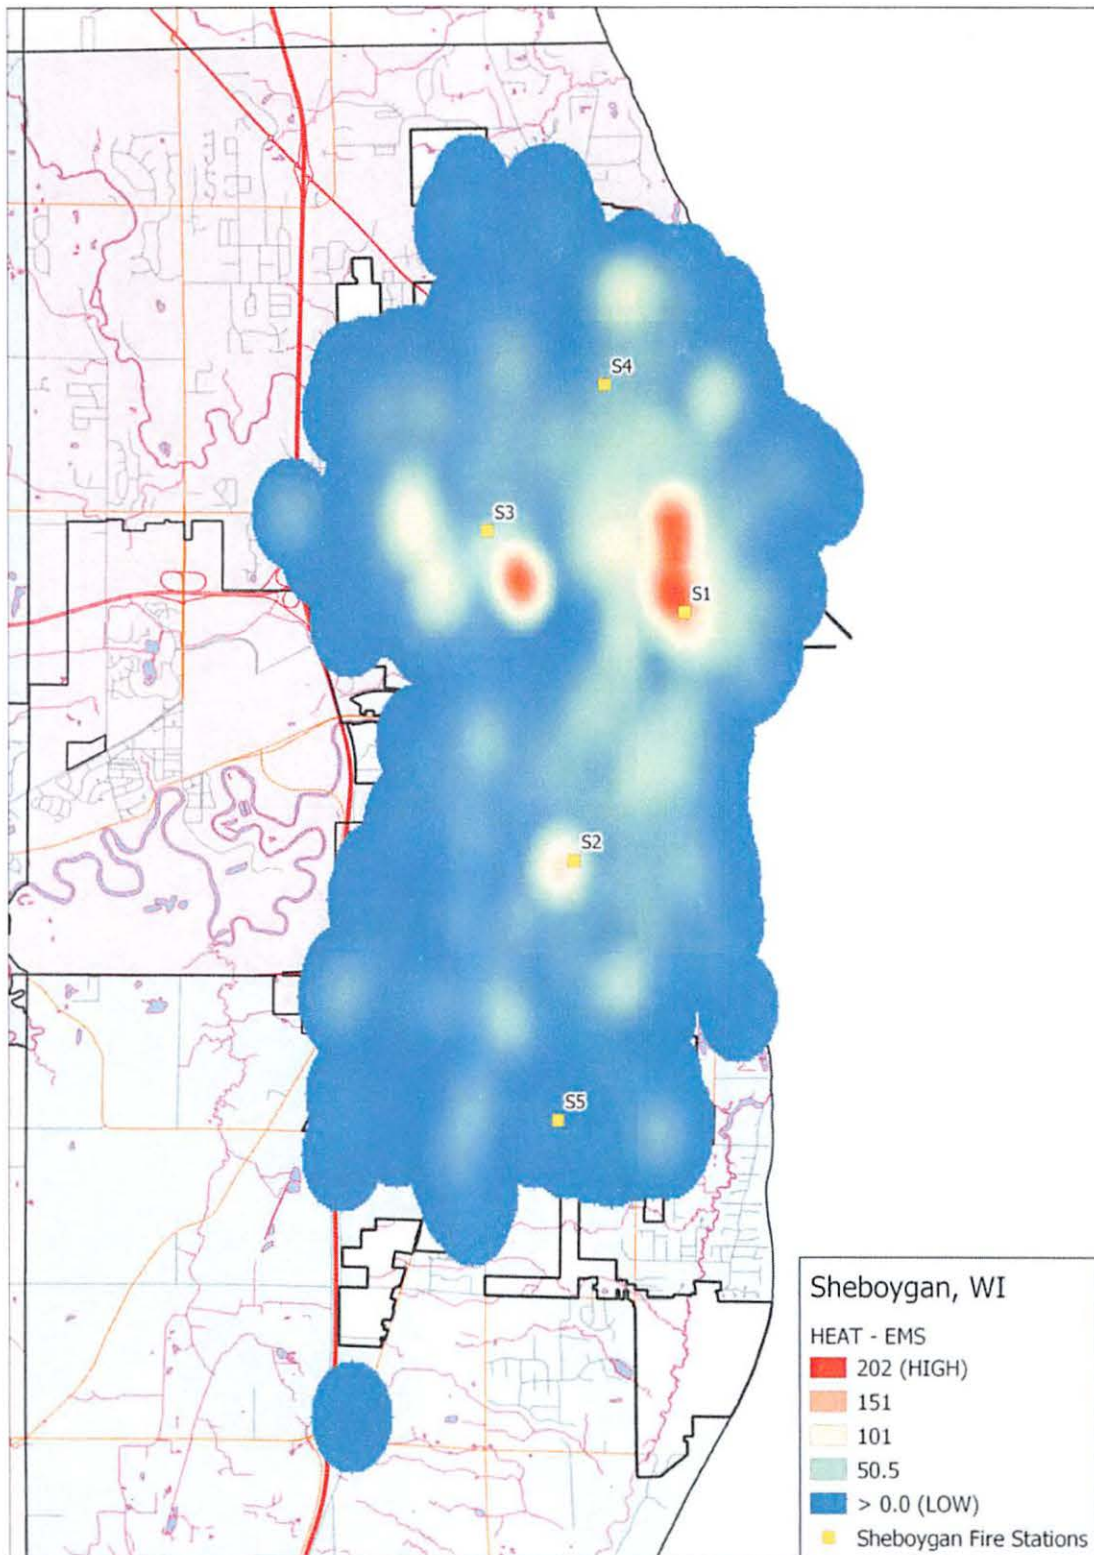 S4
S3
S1
S2
S5
Sheboygan, WI
HEAT - EMS
202 (HIGH)
151
101
50.5
> 0.0 (LOW)
Sheboygan Fire Stations